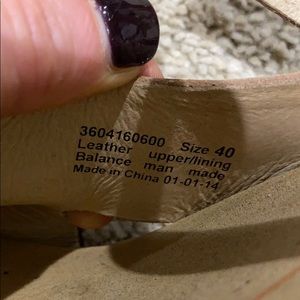 3604160600 Size 40
Leather upper/lining
Balance man made
Made in China 01-01-14